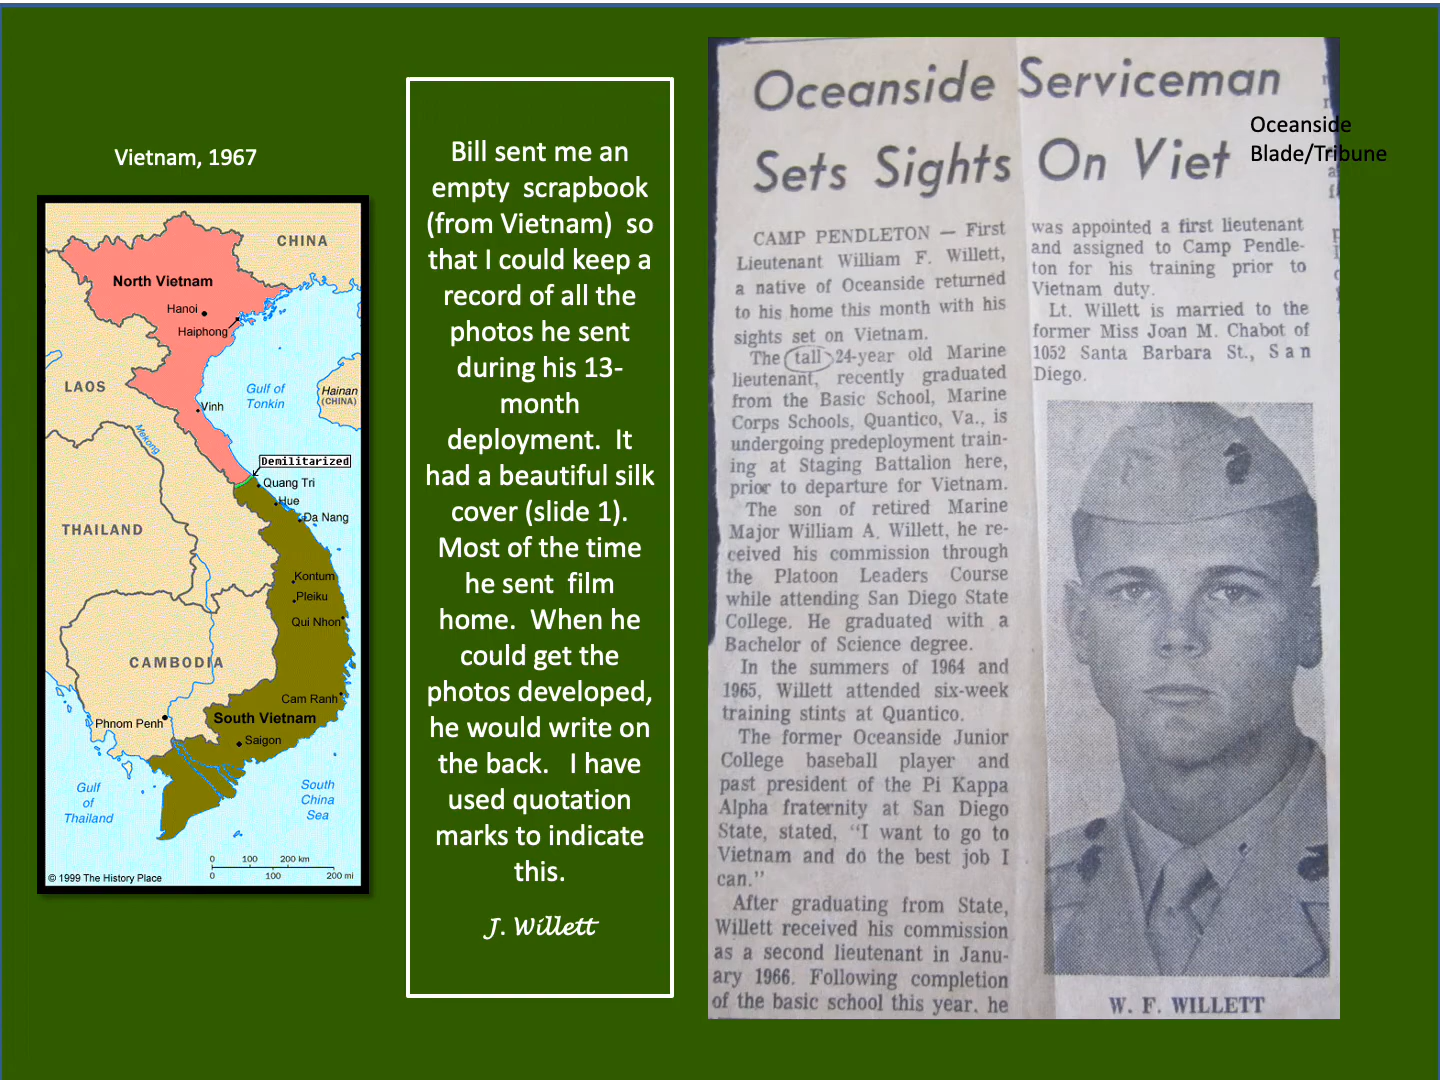 Vietnam, 1967
CHINA
North Vietnam
Hanoi
Haiphong
LAOS
Gulf of
Tonkin
Hainan
(CHINA)
Vinh
Mekong
Demilitarized
Quang Tri
Hue
Da Nang
THAILAND
Kontum
Pleiku
Qui Nhon
CAMBODIA
Cam Ranh
Phnom Penh
South Vietnam
Saigon
Gulf
of
Thailand
South
China
Sea
0 100 200 km
0 100 200 mi
© 1999 The History Place
Bill sent me an
empty scrapbook
(from Vietnam) so
that I could keep a
record of all the
photos he sent
during his 13-
month
deployment. It
had a beautiful silk
cover (slide 1).
Most of the time
he sent film
home. When he
could get the
photos developed,
he would write on
the back. I have
used quotation
marks to indicate
this.
J. Willett
Oceanside Serviceman
Sets Sights On Viet
Oceanside
Blade/Tribune
CAMP PENDLETON — First
Lieutenant William F. Willett,
a native of Oceanside returned
to his home this month with his
sights set on Vietnam.
The tall 24-year old Marine
lieutenant, recently graduated
from the Basic School, Marine
Corps Schools, Quantico, Va., is
undergoing predeployment train-
ing at Staging Battalion here,
prior to departure for Vietnam.
The son of retired Marine
Major William A. Willett, he re-
ceived his commission through
the Platoon Leaders Course
while attending San Diego State
College. He graduated with a
Bachelor of Science degree.
In the summers of 1964 and
1965, Willett attended six-week
training stints at Quantico.
The former Oceanside Junior
College baseball player and
past president of the Pi Kappa
Alpha fraternity at San Diego
State, stated, "I want to go to
Vietnam and do the best job I
can."
After graduating from State,
Willett received his commission
as a second lieutenant in Janu-
ary 1966. Following completion
of the basic school this year, he
was appointed a first lieutenant
and assigned to Camp Pendle-
ton for his training prior to
Vietnam duty.
Lt. Willett is married to the
former Miss Joan M. Chabot of
1052 Santa Barbara St., San
Diego.
W. F. WILLETT